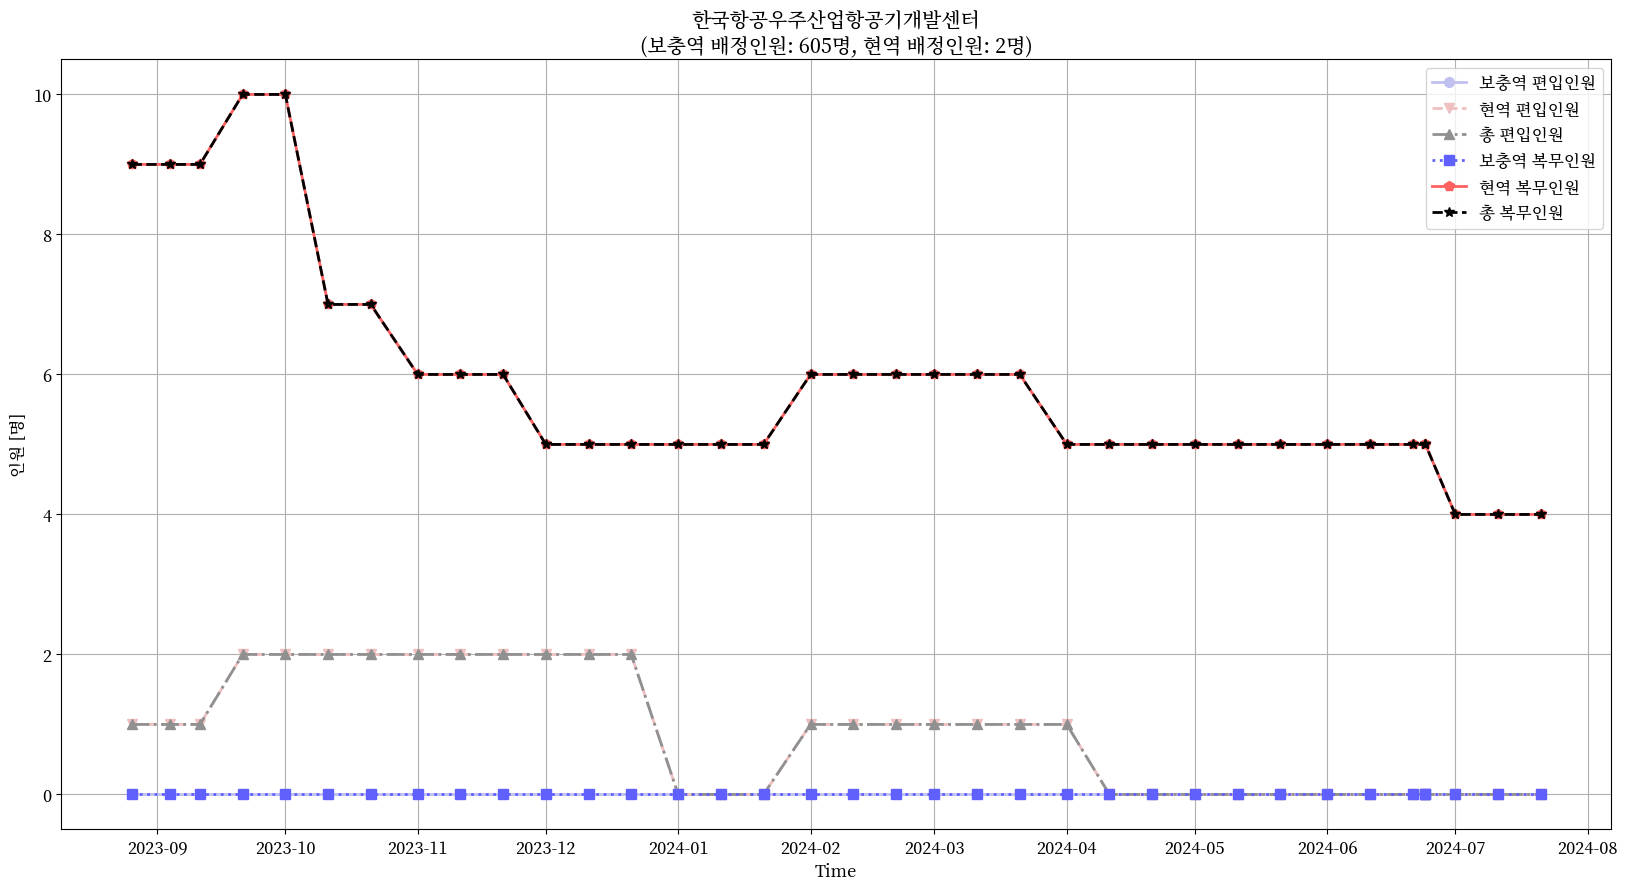 한국항공우주산업항공기개발센터
(보충역 배정인원: 605명, 현역 배정인원: 2명)
보충역 편입인원
현역 편입인원
총 편입인원
보충역 복무인원
현역 복무인원
총 복무인원
인원 [명]
10
8
6
4
2
0
2023-09 2023-10 2023-11 2023-12 2024-01 2024-02 2024-03 2024-04 2024-05 2024-06 2024-07 2024-08
Time